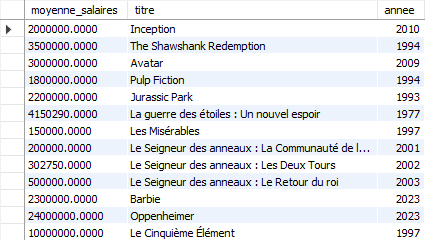 moyenne_salaires titre annee
2000000.0000 Inception 2010
3500000.0000 The Shawshank Redemption 1994
3000000.0000 Avatar 2009
1800000.0000 Pulp Fiction 1994
2200000.0000 Jurassic Park 1993
4150290.0000 La guerre des étoiles : Un nouvel espoir 1977
150000.0000 Les Misérables 1997
200000.0000 Le Seigneur des anneaux : La Communauté de l... 2001
302750.0000 Le Seigneur des anneaux : Les Deux Tours 2002
500000.0000 Le Seigneur des anneaux : Le Retour du roi 2003
2300000.0000 Barbie 2023
24000000.0000 Oppenheimer 2023
10000000.0000 Le Cinquième Élément 1997